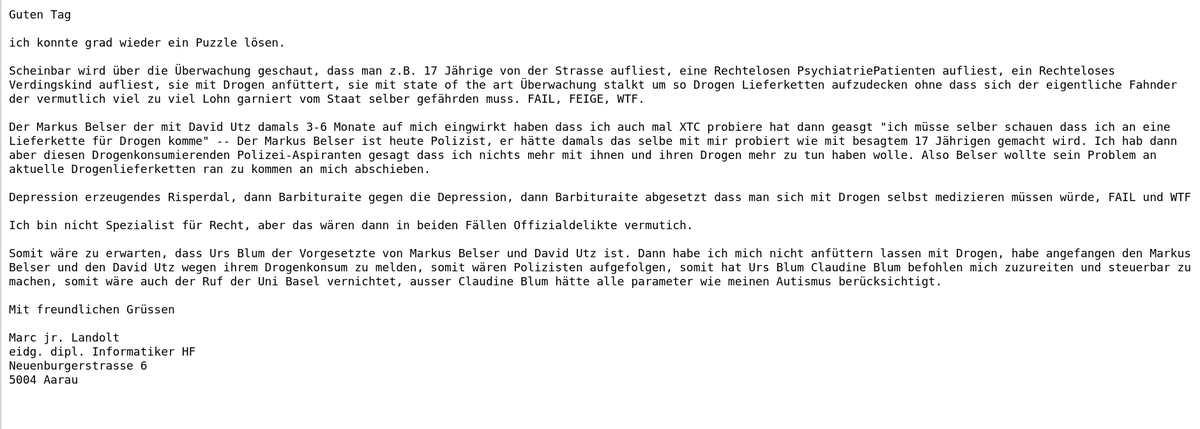 Guten Tag
ich konnte grad wieder ein Puzzle lösen.
Scheinbar wird über die Überwachung geschaut, dass man z.B. 17 Jährige von der Strasse aufliest, eine Rechtelosen PsychiatriePatienten aufliest, ein Rechteloses
Verdingskind aufliest, sie mit Drogen anfüttert, sie mit state of the art Überwachung stalkt um so Drogen Lieferketten aufzudecken ohne dass sich der eigentliche Fahnder
der vermutlich viel zu viel Lohn garniert vom Staat selber gefährden muss. FAIL, FEIGE, WTF.
Der Markus Belser der mit David Utz damals 3-6 Monate auf mich eingwirkt haben dass ich auch mal XTC probiere hat dann geasgt "ich müsse selber schauen dass ich an eine
Lieferkette für Drogen komme" -- Der Markus Belser ist heute Polizist, er hätte damals das selbe mit mir probiert wie mit besagtem 17 Jährigen gemacht wird. Ich hab dann
aber diesen Drogenkonsumierenden Polizei-Aspiranten gesagt dass ich nichts mehr mit ihnen und ihren Drogen mehr zu tun haben wolle. Also Belser wollte sein Problem an
aktuelle Drogenlieferketten ran zu kommen an mich abschieben.
Depression erzeugendes Risperdal, dann Barbituraite gegen die Depression, dann Barbituraite abgesetzt dass man sich mit Drogen selbst medizieren müssen würde, FAIL und WTF
Ich bin nicht Spezialist für Recht, aber das wären dann in beiden Fällen Offizialdelikte vermutich.
Somit wäre zu erwarten, dass Urs Blum der Vorgesetzte von Markus Belser und David Utz ist. Dann habe ich mich nicht anfüttern lassen mit Drogen, habe angefangen den Markus
Belser und den David Utz wegen ihrem Drogenkonsum zu melden, somit wären Polizisten aufgefolgen, somit hat Urs Blum Claudine Blum befohlen mich zuzureiten und steuerbar zu
machen, somit wäre auch der Ruf der Uni Basel vernichtet, ausser Claudine Blum hätte alle parameter wie meinen Autismus berücksichtigt.
Mit freundlichen Grüssen
Marc jr. Landolt
eidg. dipl. Informatiker HF
Neuenburgerstrasse 6
5004 Aarau